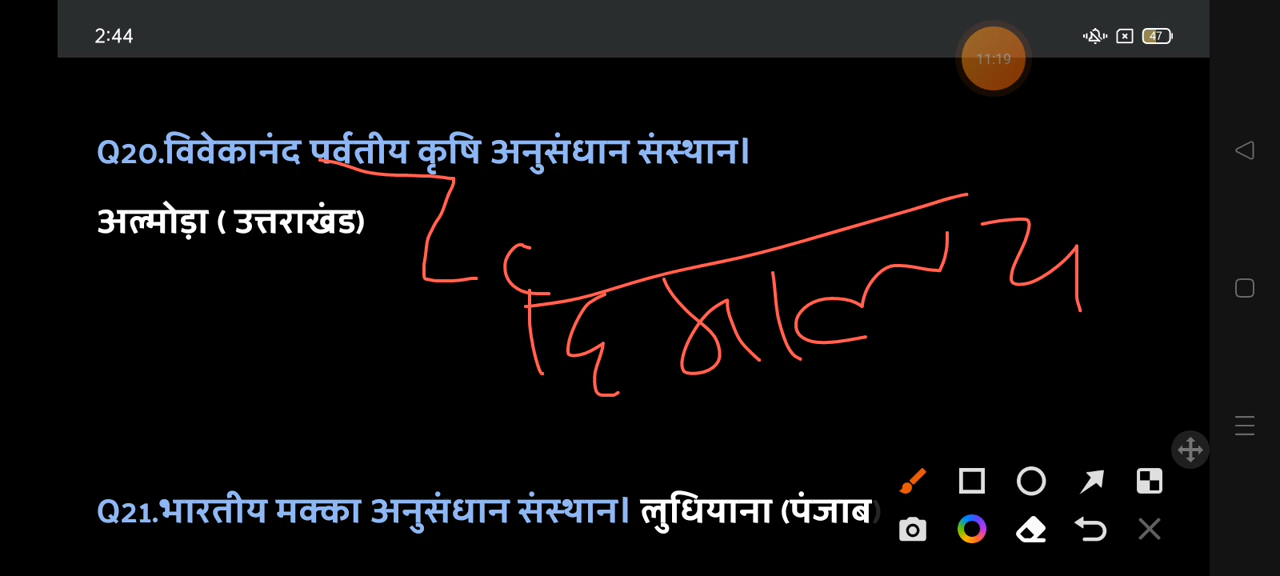 2:44
47
11:19
Q20.विवेकानंद पर्वतीय कृषि अनुसंधान संस्थान।
अल्मोड़ा ( उत्तराखंड)
हिमालय
Q21.भारतीय मक्का अनुसंधान संस्थान। लुधियाना (पंजाब)